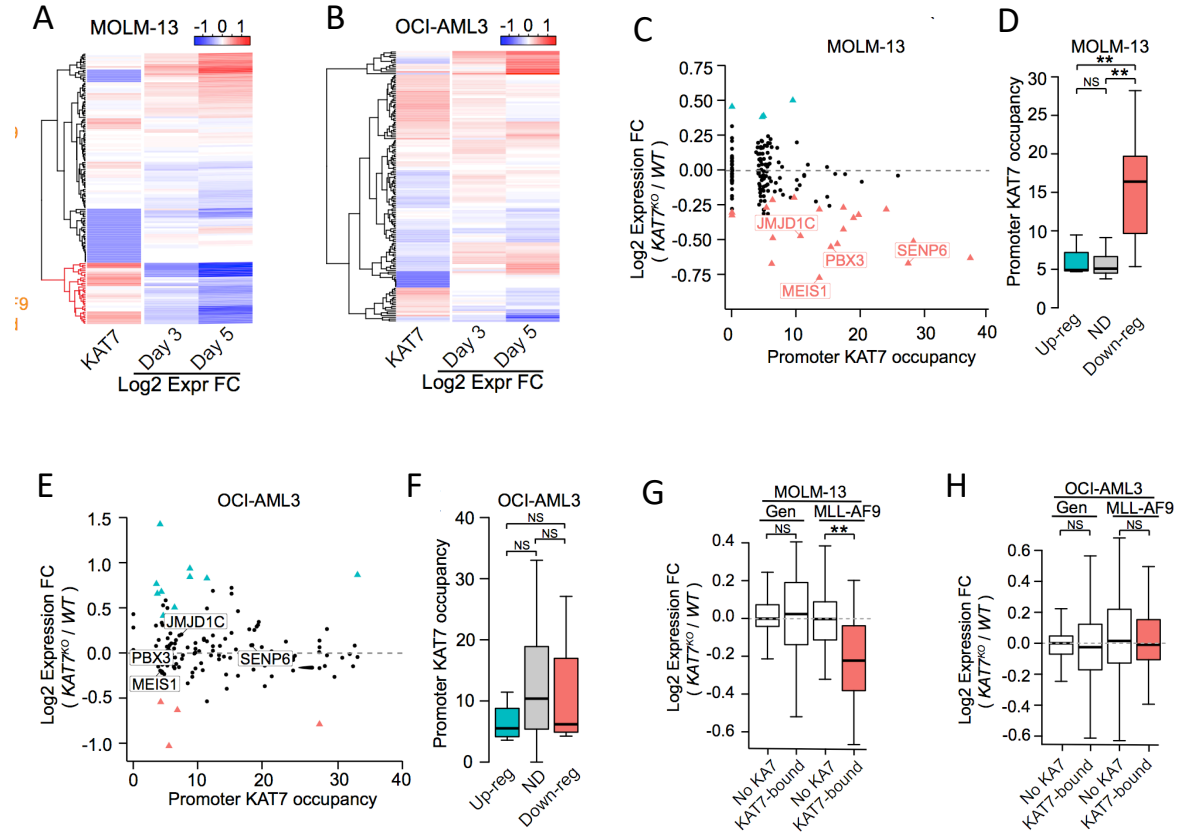 A
MOLM-13
-1 0 1
KAT7
Day 3
Day 5
Log2 Expr FC
9
F9
d
B
OCI-AML3
-1 0 1
KAT7
Day 3
Day 5
Log2 Expr FC
C
MOLM-13
Log2 Expression FC
( KAT7KO / WT )
0.75
0.50
0.25
0.00
-0.25
-0.50
-0.75
JMJD1C
PBX3
SENP6
MEIS1
0 10 20 30 40
Promoter KAT7 occupancy
D
MOLM-13
**
NS **
Promoter KAT7 occupancy
30
25
20
15
10
5
0
Up-reg
ND
Down-reg
E
OCI-AML3
Log2 Expression FC
( KAT7KO / WT )
1.5
1.0
0.5
0.0
-0.5
-1.0
JMJD1C
PBX3
SENP6
MEIS1
0 10 20 30 40
Promoter KAT7 occupancy
F
OCI-AML3
NS
NS NS
Promoter KAT7 occupancy
40
30
20
10
0
Up-reg
ND
Down-reg
G
MOLM-13
Gen MLL-AF9
NS **
Log2 Expression FC
( KAT7KO / WT )
0.4
0.2
0.0
-0.2
-0.4
-0.6
No KA7
KAT7-bound
No KA7
KAT7-bound
H
OCI-AML3
Gen MLL-AF9
NS NS
Log2 Expression FC
( KAT7KO / WT )
0.6
0.4
0.2
0.0
-0.2
-0.4
-0.6
No KA7
KAT7-bound
No KA7
KAT7-bound